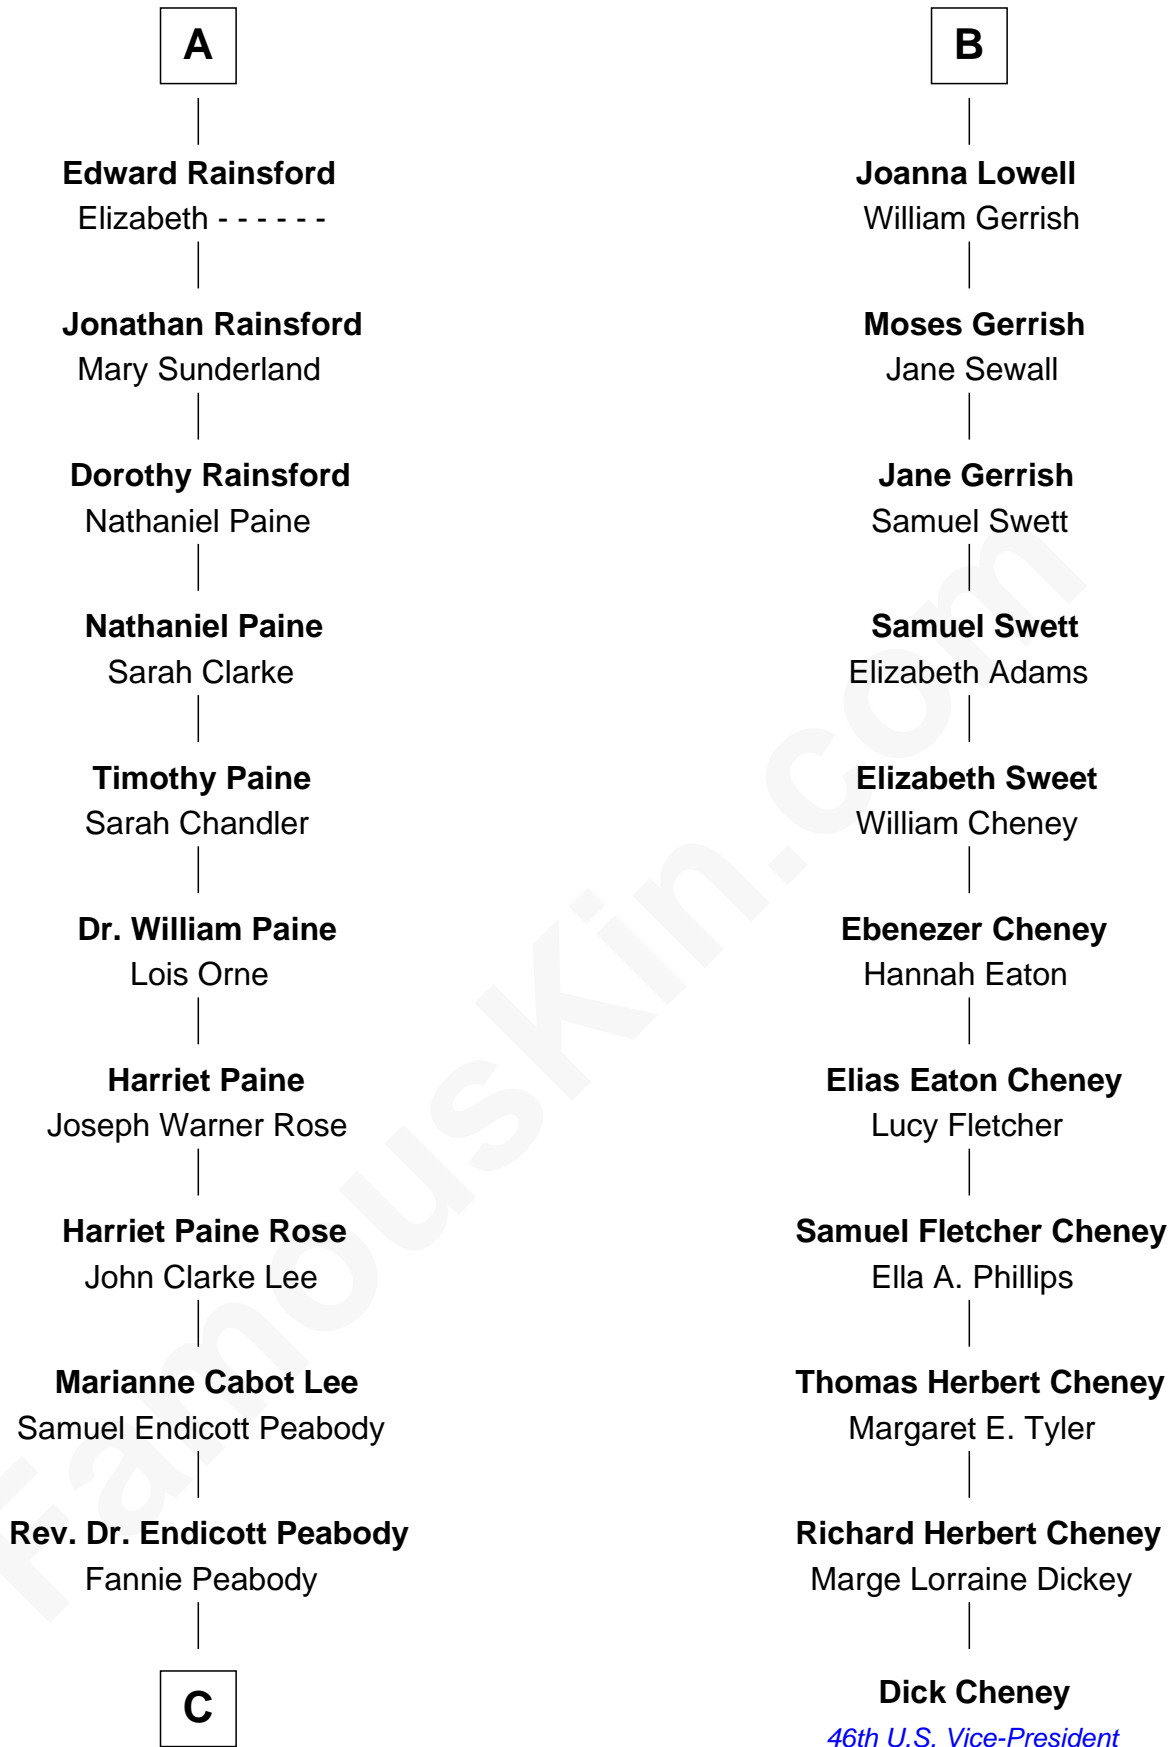 A
Edward Rainsford
Elizabeth - - - - - -
Jonathan Rainsford
Mary Sunderland
Dorothy Rainsford
Nathaniel Paine
Nathaniel Paine
Sarah Clarke
Timothy Paine
Sarah Chandler
Dr. William Paine
Lois Orne
Harriet Paine
Joseph Warner Rose
Harriet Paine Rose
John Clarke Lee
Marianne Cabot Lee
Samuel Endicott Peabody
Rev. Dr. Endicott Peabody
Fannie Peabody
C
B
Joanna Lowell
William Gerrish
Moses Gerrish
Jane Sewall
Jane Gerrish
Samuel Swett
Samuel Swett
Elizabeth Adams
Elizabeth Sweet
William Cheney
Ebenezer Cheney
Hannah Eaton
Elias Eaton Cheney
Lucy Fletcher
Samuel Fletcher Cheney
Ella A. Phillips
Thomas Herbert Cheney
Margaret E. Tyler
Richard Herbert Cheney
Marge Lorraine Dickey
Dick Cheney
46th U.S. Vice-President
FamousKin.com